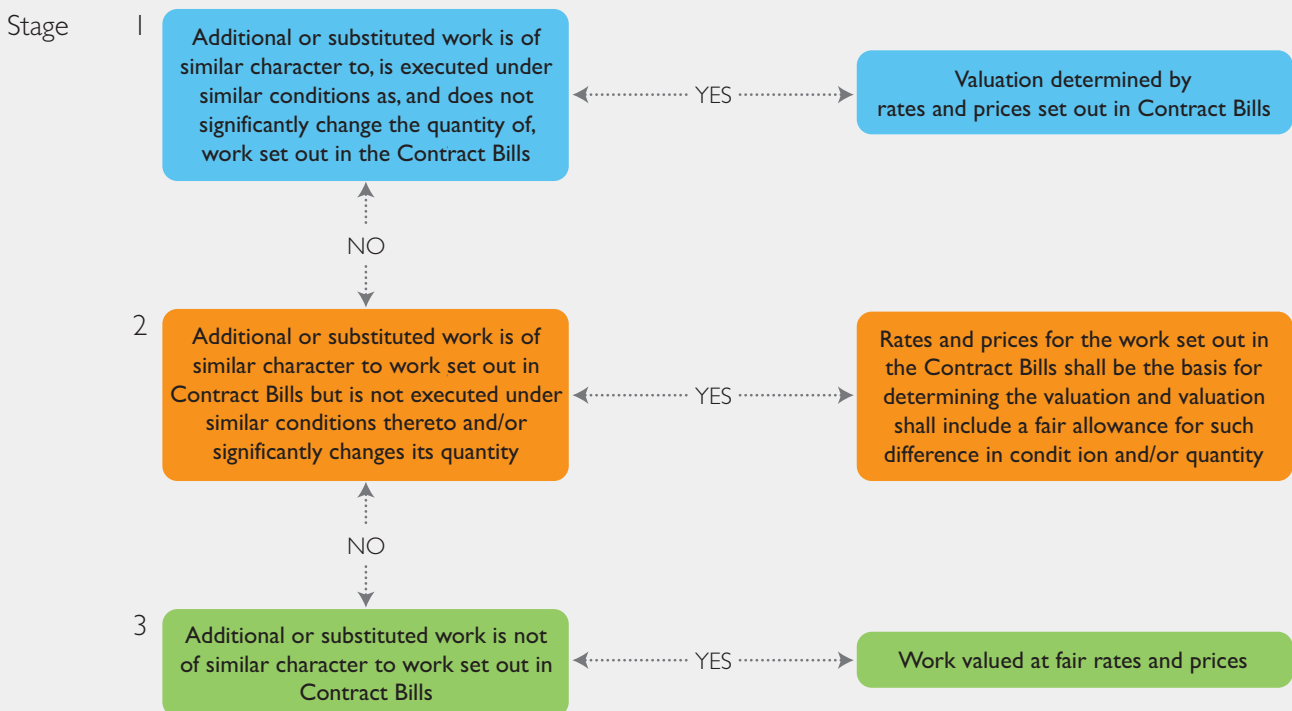 Stage 1
Additional or substituted work is of
similar character to, is executed under
similar conditions as, and does not
significantly change the quantity of,
work set out in the Contract Bills
YES
Valuation determined by
rates and prices set out in Contract Bills
NO
2
Additional or substituted work is of
similar character to work set out in
Contract Bills but is not executed under
similar conditions thereto and/or
significantly changes its quantity
YES
Rates and prices for the work set out in
the Contract Bills shall be the basis for
determining the valuation and valuation
shall include a fair allowance for such
difference in condit ion and/or quantity
NO
3
Additional or substituted work is not
of similar character to work set out in
Contract Bills
YES
Work valued at fair rates and prices